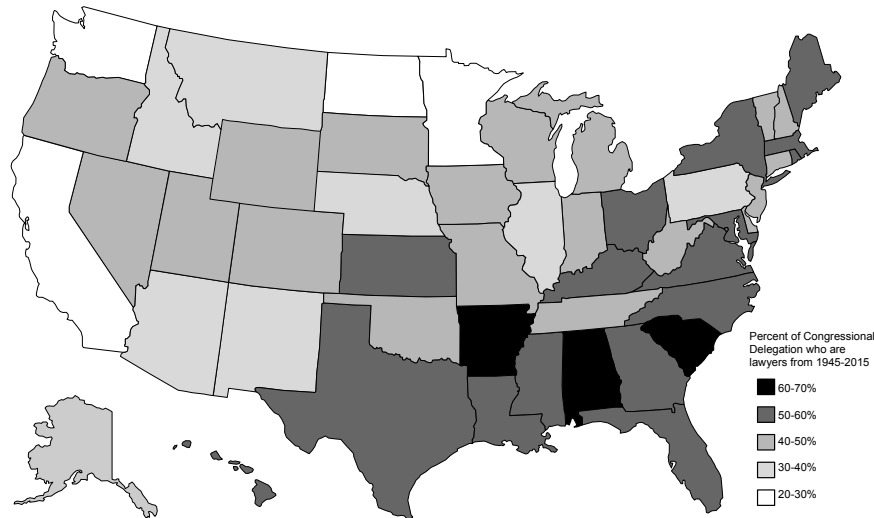 Percent of Congressional
Delegation who are
lawyers from 1945-2015
60-70%
50-60%
40-50%
30-40%
20-30%